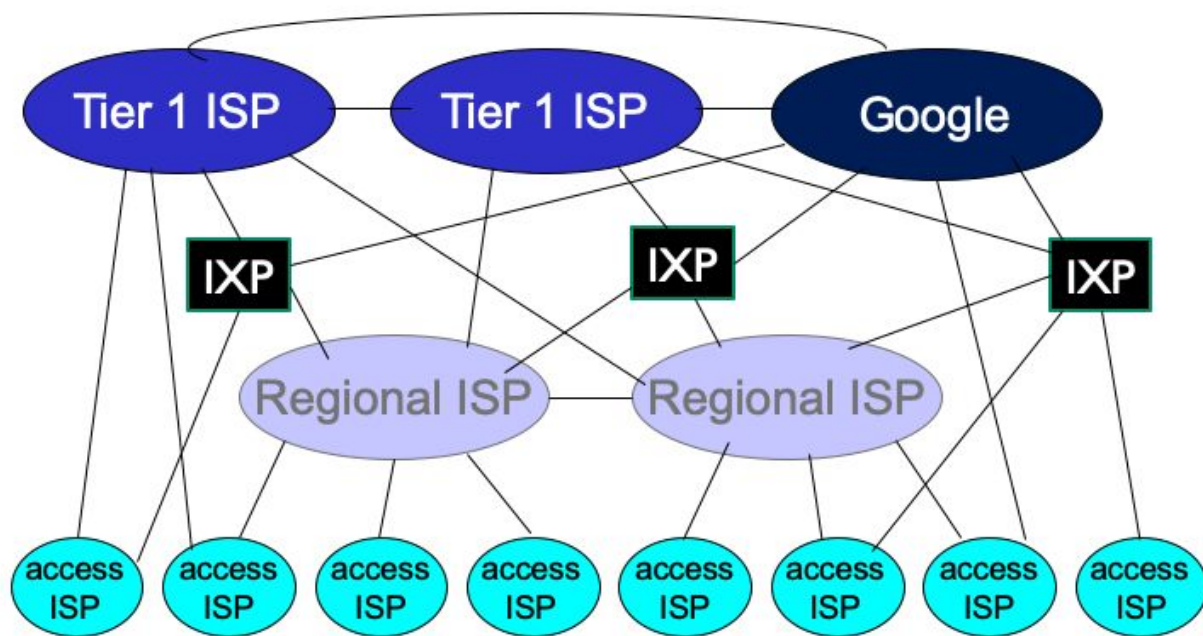 Tier 1 ISP
Tier 1 ISP
Google
IXP
IXP
IXP
Regional ISP
Regional ISP
access
ISP
access
ISP
access
ISP
access
ISP
access
ISP
access
ISP
access
ISP
access
ISP